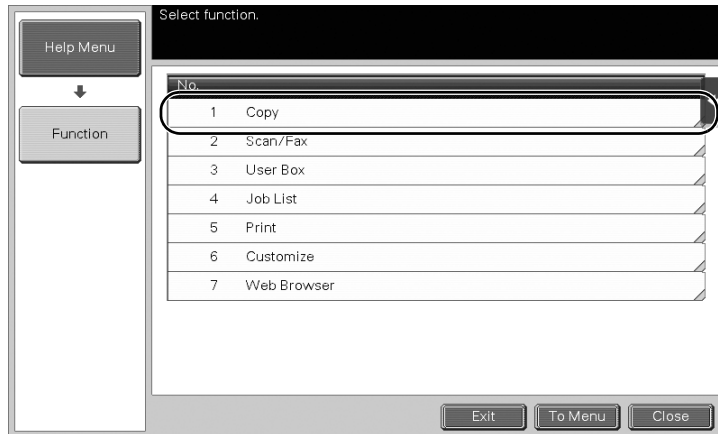 Select function.
Help Menu
Function
No.
1 Copy
2 Scan/Fax
3 User Box
4 Job List
5 Print
6 Customize
7 Web Browser
Exit To Menu Close